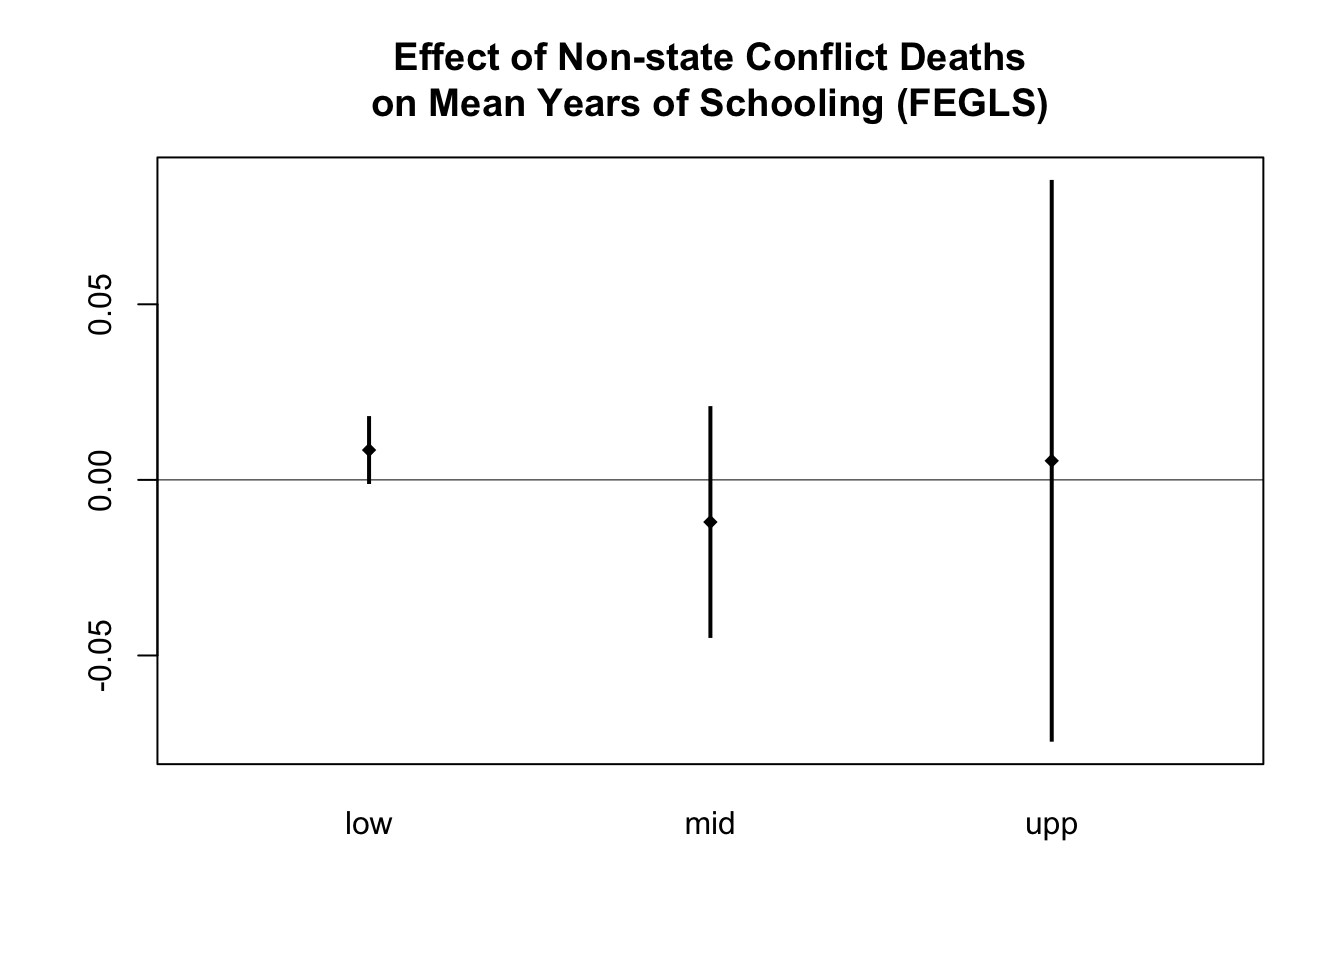 Effect of Non-state Conflict Deaths
on Mean Years of Schooling (FEGLS)
0.05
0.00
-0.05
low mid upp